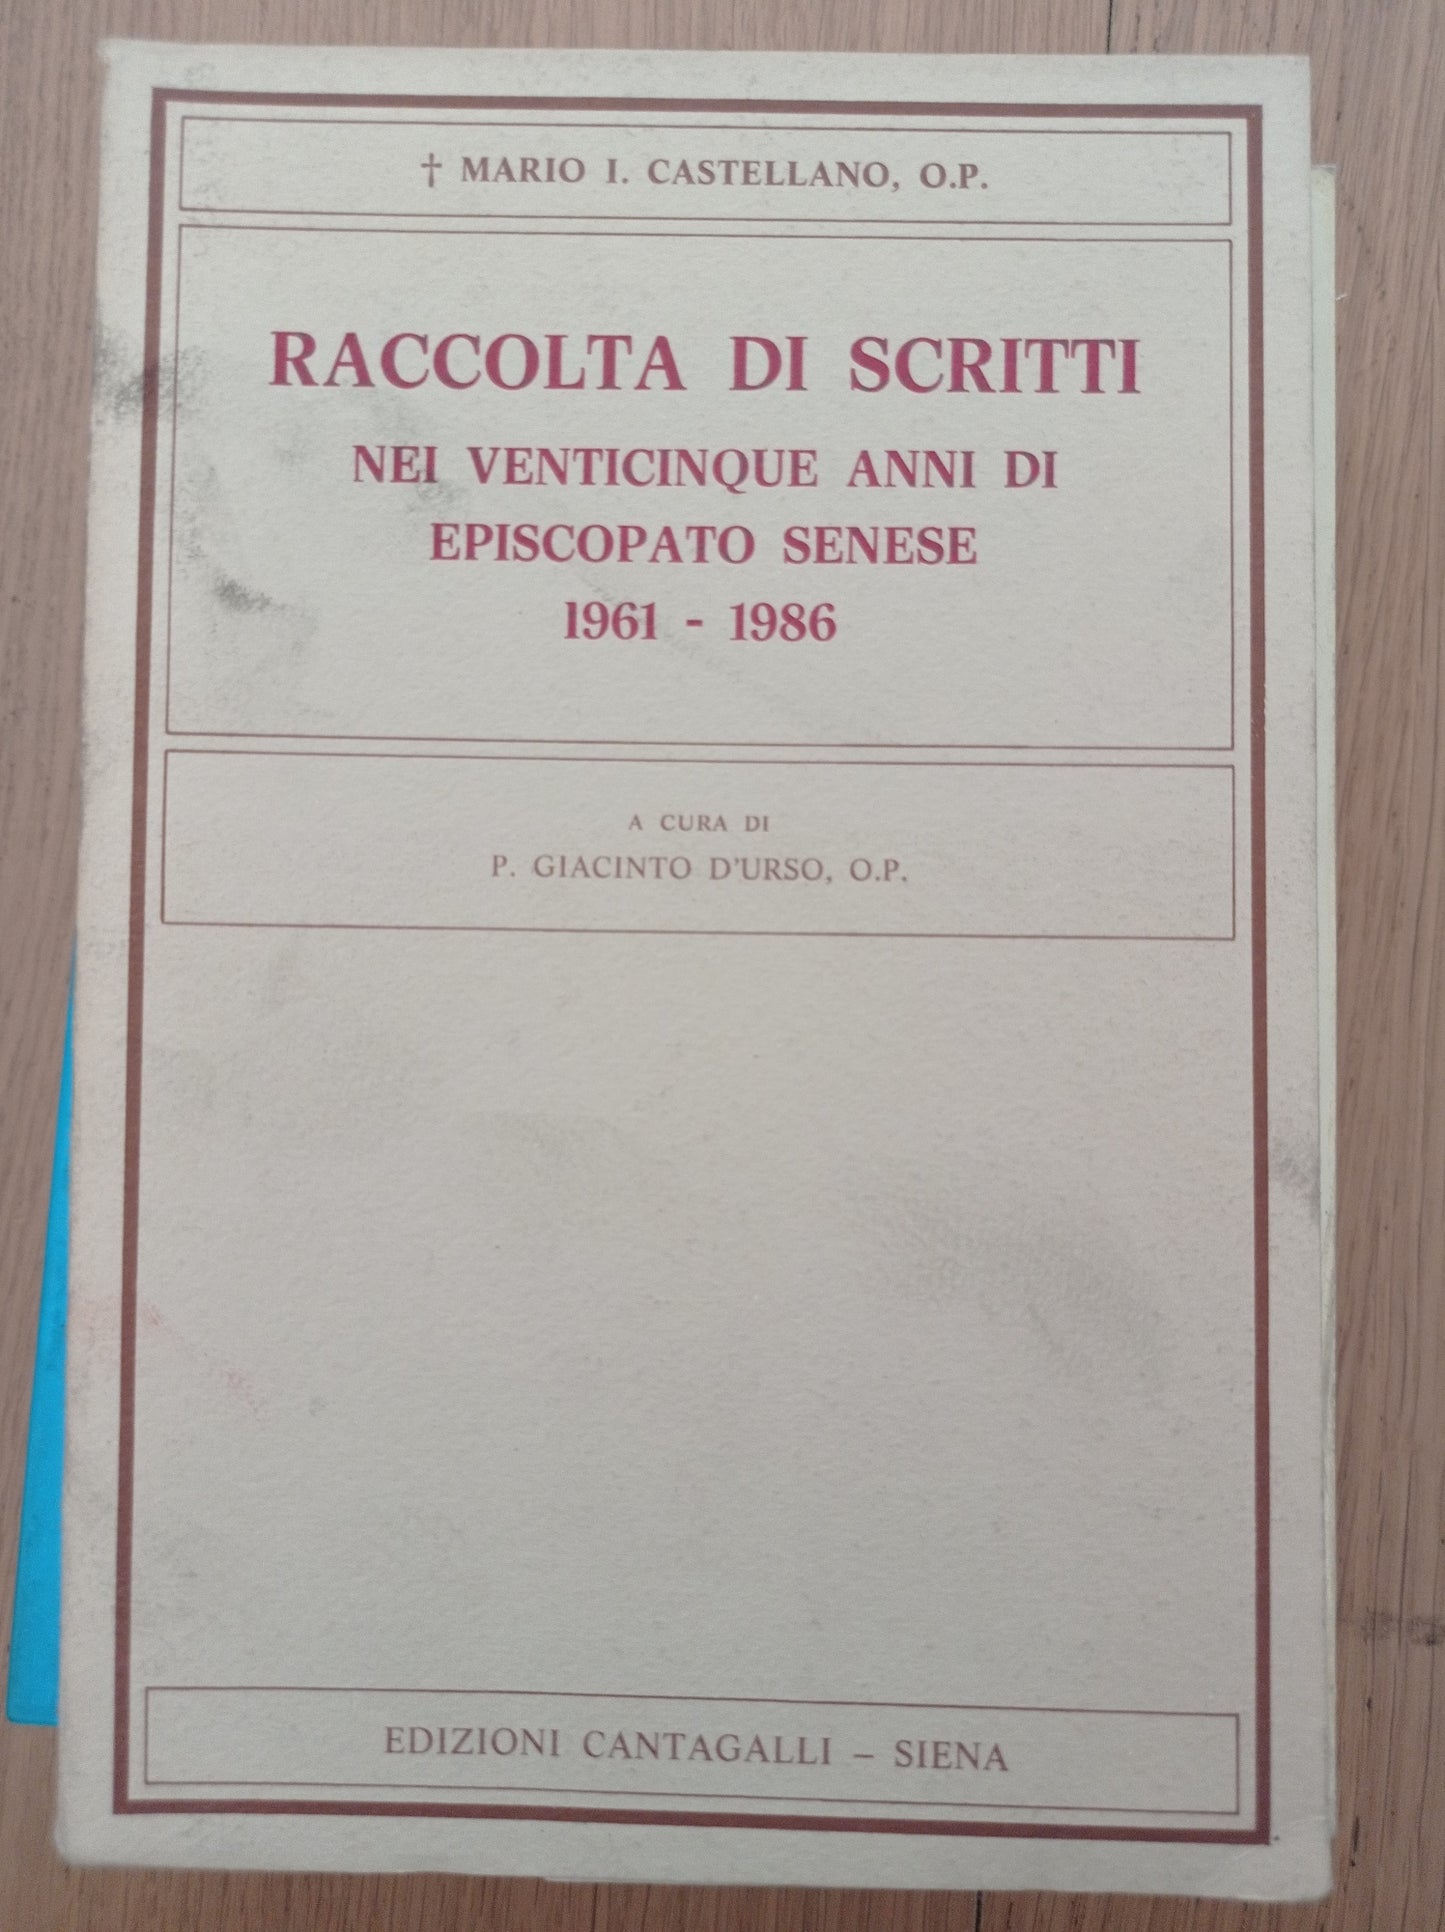 † MARIO I. CASTELLANO, O.P.
RACCOLTA DI SCRITTI
NEI VENTICINQUE ANNI DI
EPISCOPATO SENESE
1961 - 1986
A CURA DI
P. GIACINTO D'URSO, O.P.
EDIZIONI CANTAGALLI – SIENA